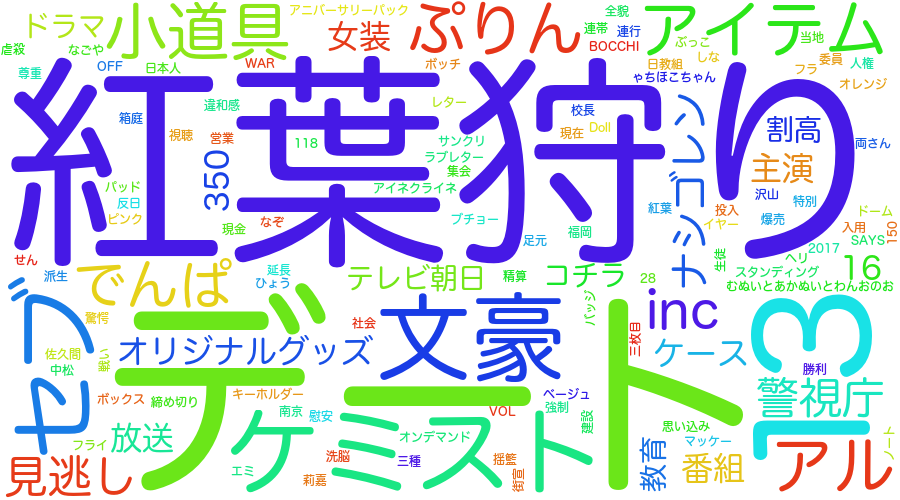 アニバーサリーパック
全貌
ドラマ
小道具
女装
ぷりん
連帯
連行
アイテム
当地
虐殺
なごや
BOCCHI
ぶっこ
しな
委員
尊重
OFF
日本人
WAR
ボッチ
日教組
フラ
人権
ゃちほこちゃん
オレンジ
紅葉狩り
箱庭
違和感
レター
校長
視聴
営業
118
サンクリ
現在
Doll
割高
両さん
350
ラブレター
集会
主演
バッド
アイネクライネ
沢山
特別
反日
ピンク
現金
なぞ
プチョー
足元
福岡
紅葉
ナシゴレン
投入
イヤー
爆売
ドーム
入用
150
SAYS
せん
派生
でんぱ
延長
ひょう
テレビ朝日
精算
コチラ
28
生徒
ヘリ
2017
16
スタンディング
むぬいとあかぬいとわんおのお
セブ
デート
文豪
バッジ
inc
13
驚愕
社会
三枚目
佐久間
中松
戦い
オリジナルグッズ
ケース
勝利
警視庁
ボックス
締め切り
キーホルダー
ベージュ
ケミスト
南京
慰安
VOL
強制
建設
思い込み
フライ
放送
オンデマンド
教育
マッケー
ノート
見逃し
エミ
洗脳
三種
揺籃
街宣
番組
アル
莉嘉